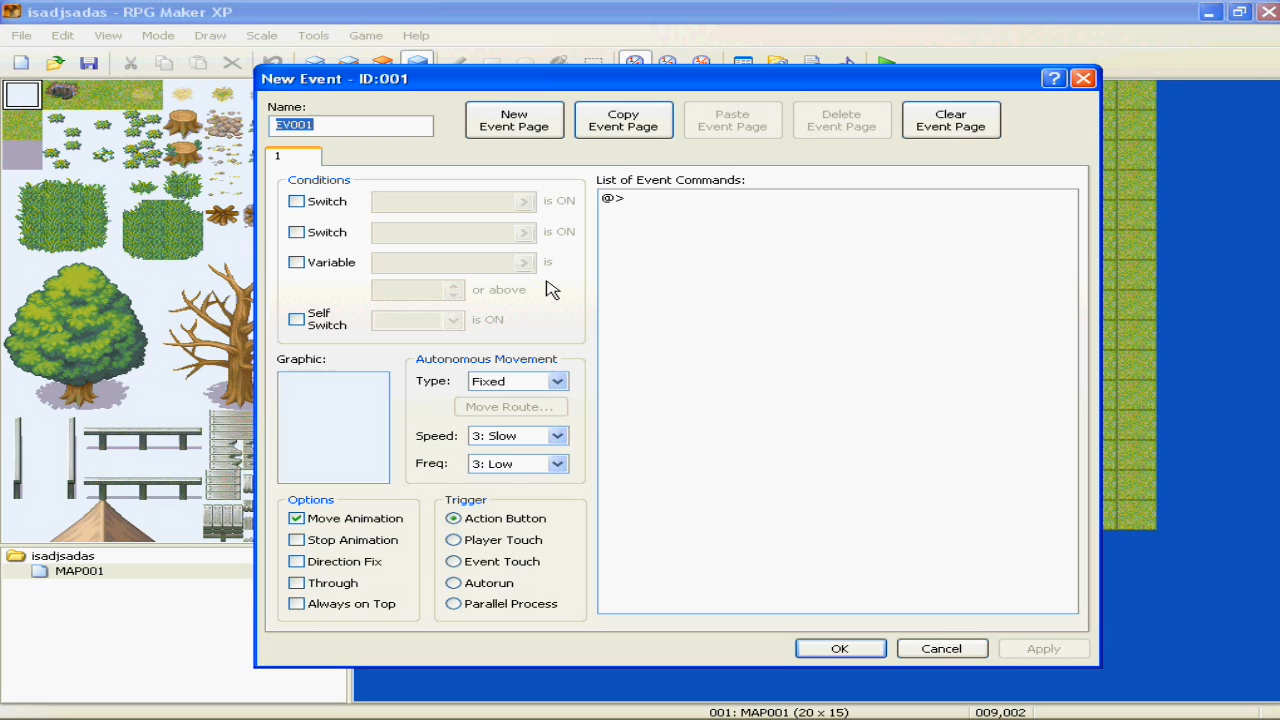 isadjsadas - RPG Maker XP
File Edit View Mode Draw Scale Tools Game Help
New Event - ID:001
Name:
EV001
New
Event Page
Copy
Event Page
Paste
Event Page
Delete
Event Page
Clear
Event Page
1
Conditions
Switch is ON
Switch is ON
Variable is
or above
Self
Switch
is ON
List of Event Commands:
@>
Graphic:
Autonomous Movement
Type: Fixed
Move Route...
Speed: 3: Slow
Freq: 3: Low
Options
Move Animation
Stop Animation
Direction Fix
Through
Always on Top
Trigger
Action Button
Player Touch
Event Touch
Autorun
Parallel Process
OK Cancel Apply
isadjsadas
MAP001
001: MAP001 (20 x 15) 009,002